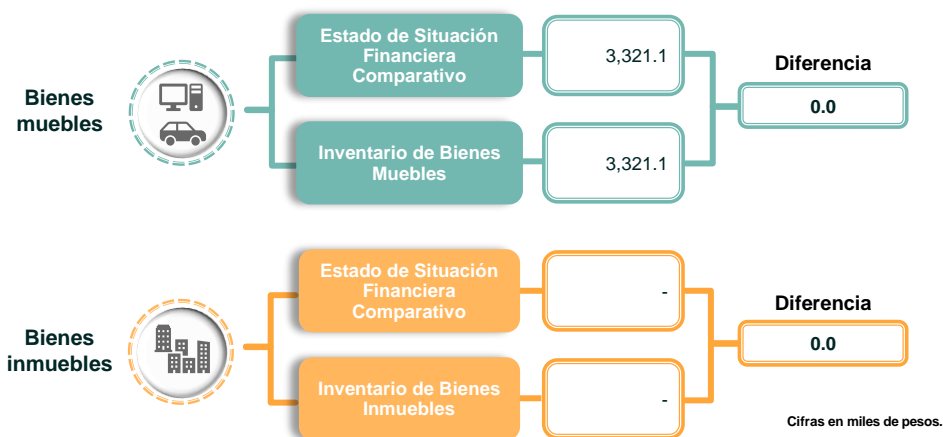 Bienes
muebles
Estado de Situación
Financiera
Comparativo
3,321.1
Inventario de Bienes
Muebles
3,321.1
Diferencia
0.0
Bienes
inmuebles
Estado de Situación
Financiera
Comparativo
-
Inventario de Bienes
Inmuebles
-
Diferencia
0.0
Cifras en miles de pesos.